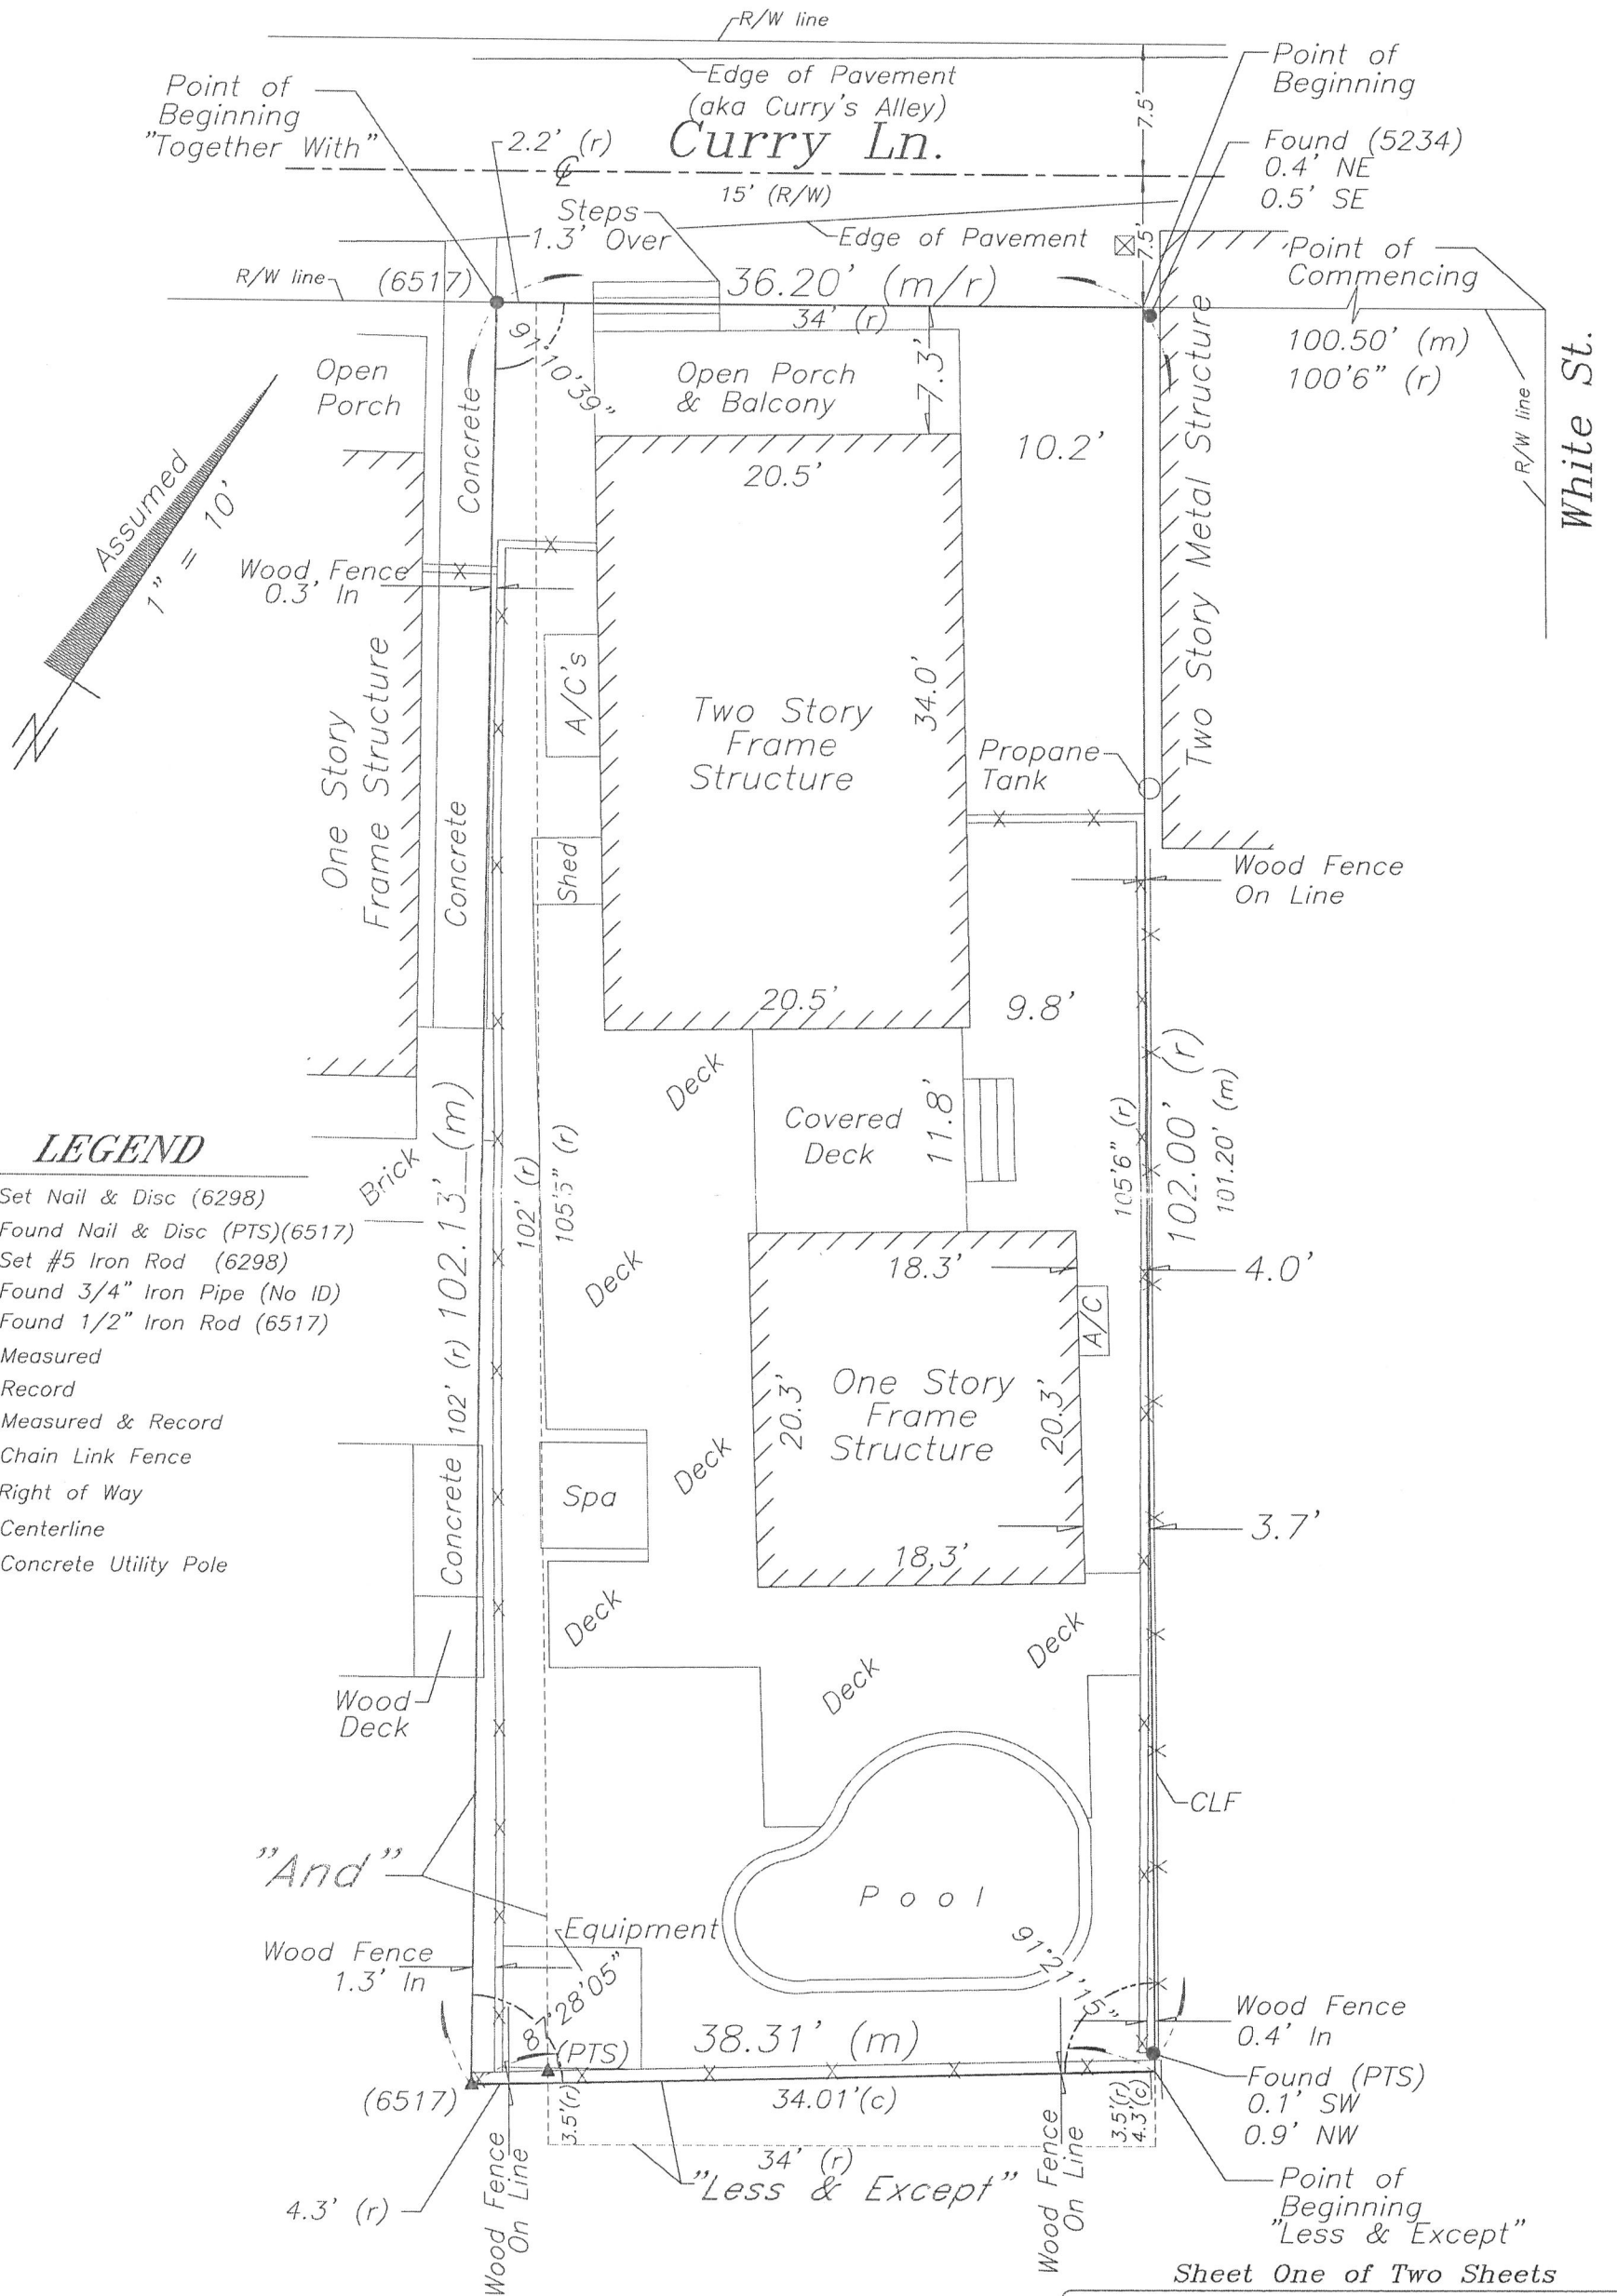 R/W line
Edge of Pavement
(aka Curry's Alley)
Curry Ln.
15' (R/W)
Point of
Beginning
"Together With"
2.2' (r)
Steps
1.3' Over
Edge of Pavement
7.5'
7.5'
Point of
Beginning
Found (5234)
0.4' NE
0.5' SE
Point of
Commencing
100.50' (m)
100'6" (r)
R/W line
White St.
R/W line
(6517)
36.20' (m/r)
34' (r)
91°10'39"
7.3'
Open
Porch
Concrete
Open Porch
& Balcony
20.5'
10.2'
Two Story Metal Structure
Assumed
1" = 10'
N
Wood Fence
0.3' In
One Story
Frame Structure
A/C's
Two Story
Frame
Structure
34.0'
Propane
Tank
Concrete
Shed
Wood Fence
On Line
20.5'
9.8'
Deck
Covered
Deck
11.8'
102.13' (m)
102' (r)
102' (r)
105'5" (r)
105'6" (r)
102.00' (r)
101.20' (m)
Brick
LEGEND
Set Nail & Disc (6298)
Found Nail & Disc (PTS)(6517)
Set #5 Iron Rod (6298)
Found 3/4" Iron Pipe (No ID)
Found 1/2" Iron Rod (6517)
Measured
Record
Measured & Record
Chain Link Fence
Right of Way
Centerline
Concrete Utility Pole
Deck
18.3'
4.0'
A/C
20.3'
One Story
Frame
Structure
20.3'
Deck
Concrete
Spa
18.3'
3.7'
Deck
Deck
Deck
Wood
Deck
CLF
"And"
Pool
Equipment
Wood Fence
1.3' In
87°28'05"
91°21'15"
Wood Fence
0.4' In
(PTS)
38.31' (m)
(6517)
34.01'(c)
3.5'(r)
3.5'(r)
4.3'(c)
Found (PTS)
0.1' SW
0.9' NW
34' (r)
"Less & Except"
4.3' (r)
Wood Fence
On Line
Wood Fence
On Line
Point of
Beginning
"Less & Except"
Sheet One of Two Sheets